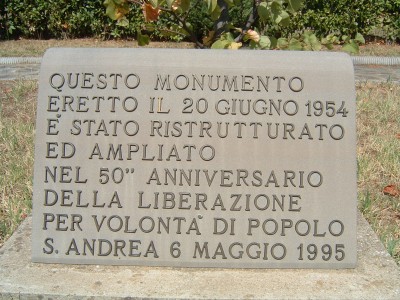 QUESTO MONUMENTO
ERETTO IL 20 GIUGNO 1954
E' STATO RISTRUTTURATO
ED AMPLIATO
NEL 50" ANNIVERSARIO
DELLA LIBERAZIONE
PER VOLONTA' DI POPOLO
S. ANDREA 6 MAGGIO 1995